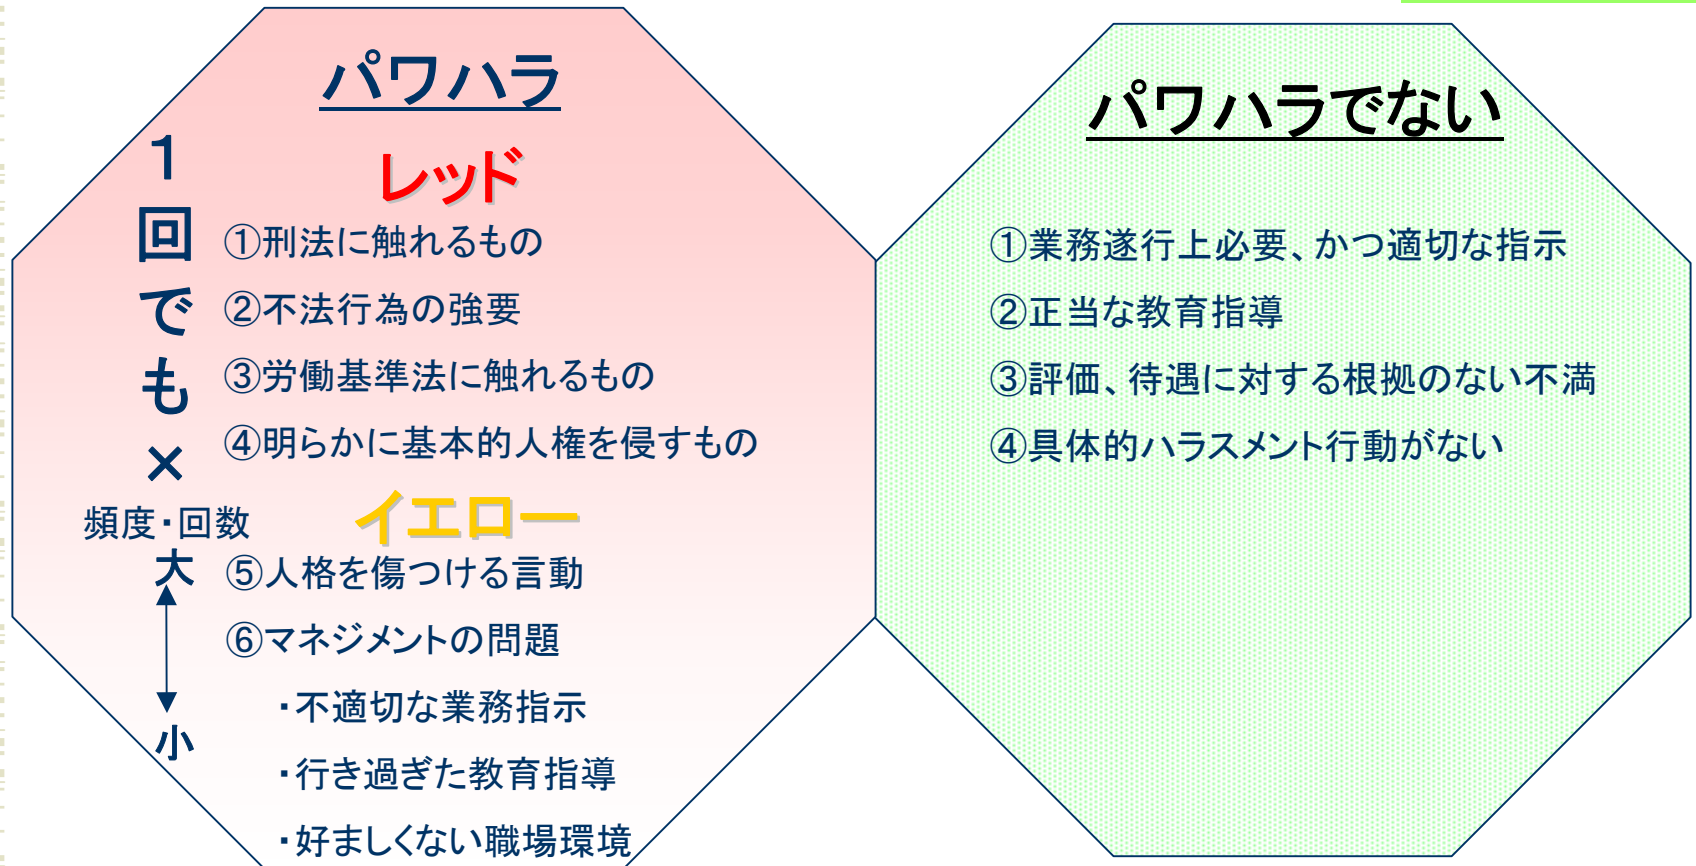 パワハラ
レッド
1回でも×
①刑法に触れるもの
②不法行為の強要
③労働基準法に触れるもの
④明らかに基本的人権を侵すもの
イエロー
頻度・回数
大
小
⑤人格を傷つける言動
⑥マネジメントの問題
・不適切な業務指示
・行き過ぎた教育指導
・好ましくない職場環境
パワハラでない
①業務遂行上必要、かつ適切な指示
②正当な教育指導
③評価、待遇に対する根拠のない不満
④具体的ハラスメント行動がない